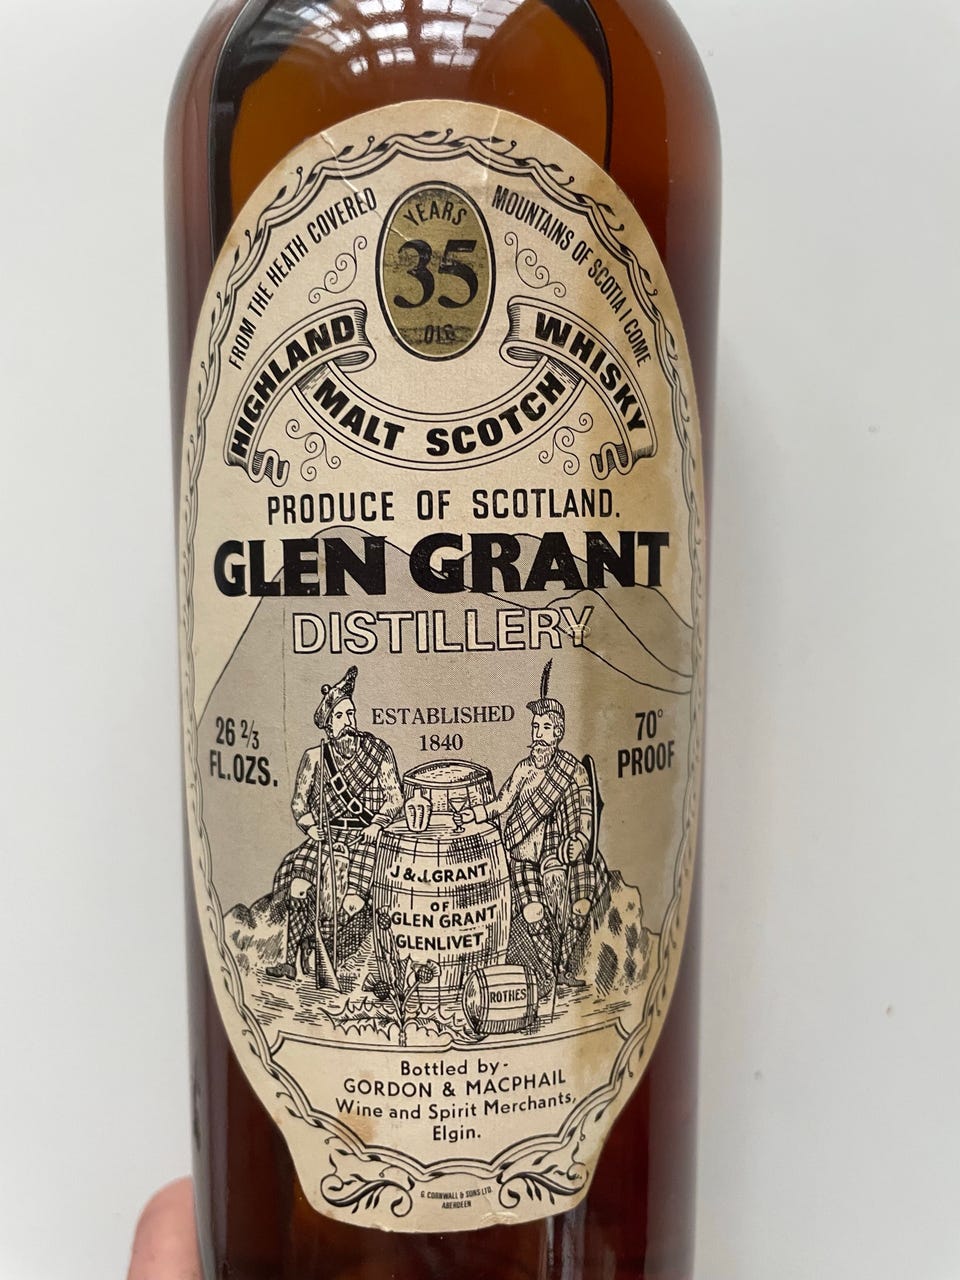 FROM THE HEATH COVERED
MOUNTAINS OF SCOTIA I COME
YEARS
35
OLD
HIGHLAND
MALT SCOTCH
WHISKY
PRODUCE OF SCOTLAND.
GLEN GRANT
DISTILLERY
ESTABLISHED
1840
26 2/3
FL.OZS.
70°
PROOF
J & J.GRANT
OF
GLEN GRANT
GLENLIVET
ROTHES
Bottled by-
GORDON & MACPHAIL
Wine and Spirit Merchants,
Elgin.
G. CORNWALL & SONS LTD.
ABERDEEN